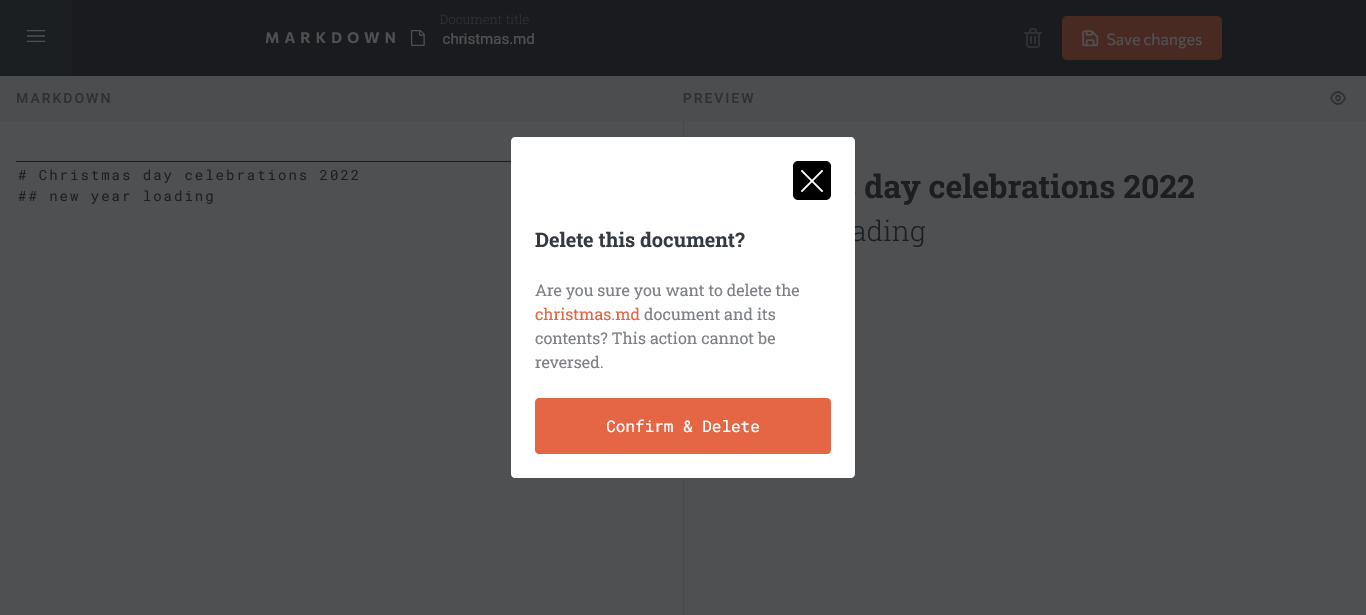 Document title
MARKDOWN
christmas.md
Save changes
MARKDOWN
PREVIEW
# Christmas day celebrations 2022
## new year loading
day celebrations 2022
ading
Delete this document?
Are you sure you want to delete the
christmas.md document and its
contents? This action cannot be
reversed.
Confirm & Delete